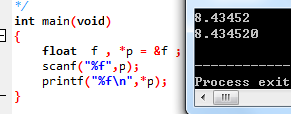 */
int main(void)
{
float f , *p = &f ;
scanf("%f",p);
printf("%f\n",*p);
}
8.43452
8.434520
--------------
Process exit